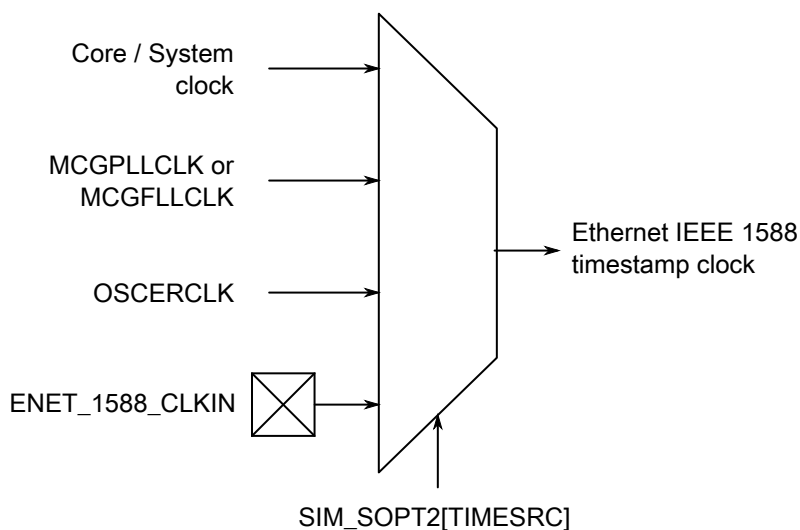 Core / System
clock
MCGPLLCLK or
MCGFLLCLK
Ethernet IEEE 1588
timestamp clock
OSCERCLK
ENET_1588_CLKIN
SIM_SOPT2[TIMESRC]